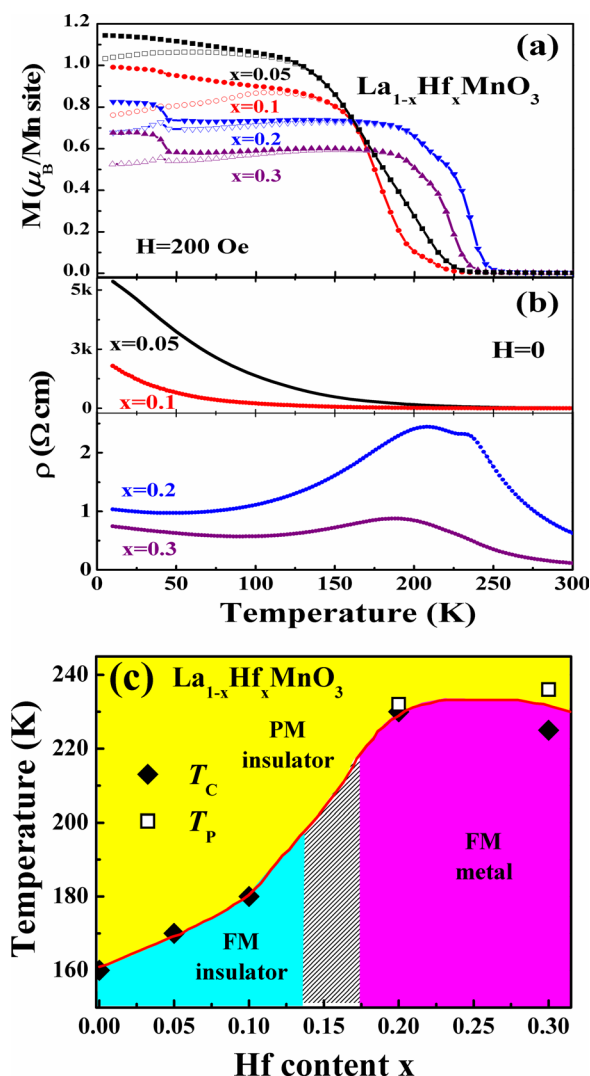 1.2
1.0
0.8
0.6
0.4
0.2
0.0
M (μB/Mn site)
(a)
x=0.05
La1-xHfxMnO3
x=0.1
x=0.2
x=0.3
H=200 Oe
5k
3k
0
(b)
x=0.05
H=0
x=0.1
ρ (Ω cm)
2
1
0
x=0.2
x=0.3
0 50 100 150 200 250 300
Temperature (K)
240
220
200
180
160
Temperature (K)
(c) La1-xHfxMnO3
PM
insulator
TC
TP
FM
metal
FM
insulator
0.00 0.05 0.10 0.15 0.20 0.25 0.30
Hf content x